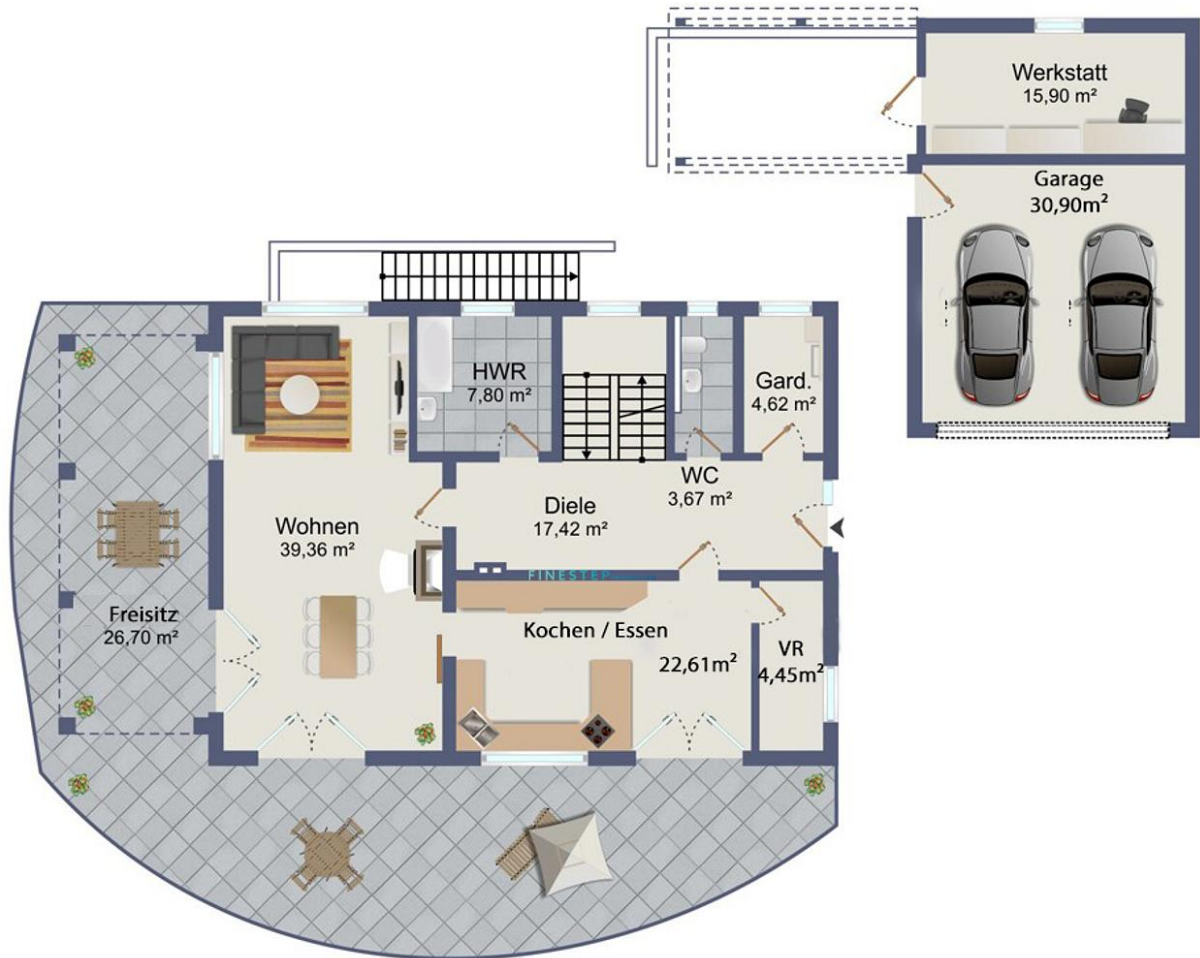 Werkstatt
15,90 m²
Garage
30,90m²
HWR
7,80 m²
Gard.
4,62 m²
WC
3,67 m²
Diele
17,42 m²
Wohnen
39,36 m²
FINESTEP
Freisitz
26,70 m²
Kochen / Essen
22,61m²
VR
4,45m²